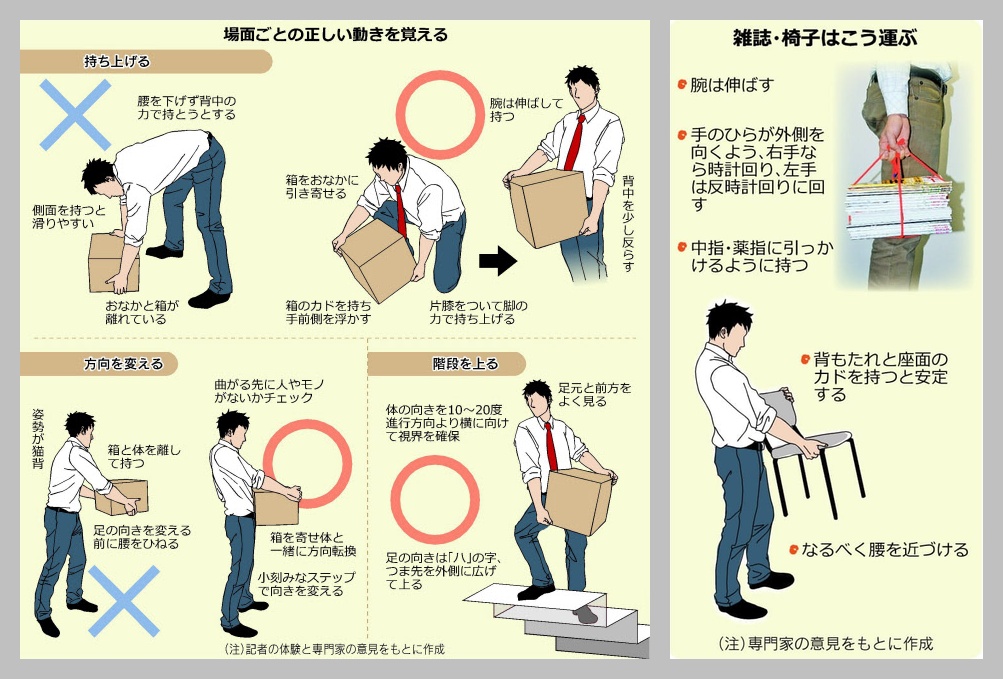 場面ごとの正しい動きを覚える
持ち上げる
腰を下げず背中の
力で持とうとする
側面を持つと
滑りやすい
おなかと箱が
離れている
箱をおなかに
引き寄せる
箱のカドを持ち
手前側を浮かす
片膝をついて脚の
力で持ち上げる
腕は伸ばして
持つ
背中を少し反らす
方向を変える
姿勢が猫背
箱と体を離し
て持つ
足の向きを変える
前に腰をひねる
曲がる先に人やモノ
がないかチェック
箱を寄せ体と
一緒に方向転換
小刻みなステップ
で向きを変える
階段を上る
体の向きを10〜20度
進行方向より横に向け
て視界を確保
足元と前方を
よく見る
足の向きは「ハ」の字、
つま先を外側に広げ
て上る
（注）記者の体験と専門家の意見をもとに作成
雑誌・椅子はこう運ぶ
腕は伸ばす
手のひらが外側を
向くよう、右手な
ら時計回り、左手
は反時計回りに回
す
中指・薬指に引っか
けるように持つ
背もたれと座面の
カドを持つと安定
する
なるべく腰を近づける
（注）専門家の意見をもとに作成